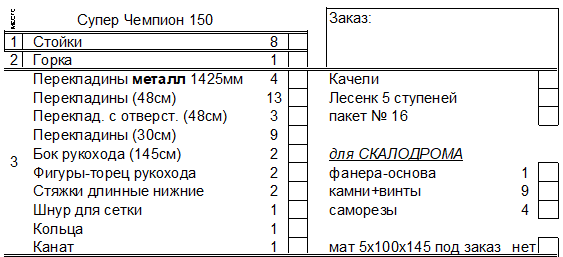 место Супер Чемпион 150 Заказ:
1 Стойки 8
2 Горка 1
Перекладины металл 1425мм 4 Качели
Перекладины (48см) 13 Лесенк 5 ступеней
Переклад. с отверст. (48см) 3 пакет № 16
Перекладины (30см) 9
3 Бок рукохода (145см) 2 для СКАЛОДРОМА
Фигуры-торец рукохода 2 фанера-основа 1
Стяжки длинные нижние 2 камни+винты 9
Шнур для сетки 1 саморезы 4
Кольца 1
Канат 1 мат 5х100х145 под заказ нет